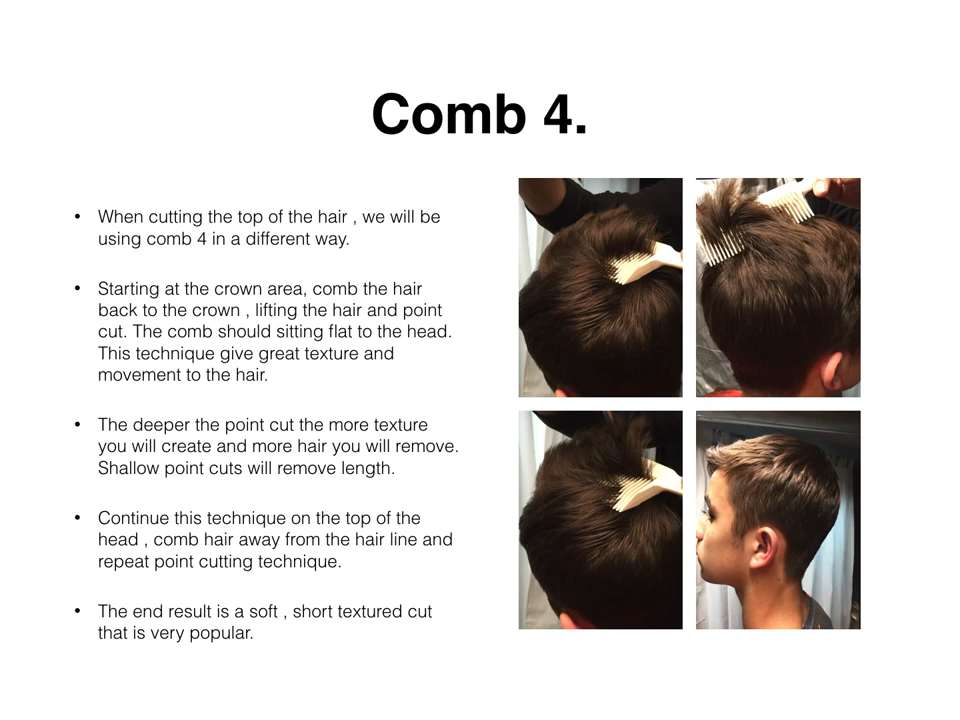 Comb 4.
• When cutting the top of the hair , we will be
using comb 4 in a different way.
• Starting at the crown area, comb the hair
back to the crown , lifting the hair and point
cut. The comb should sitting flat to the head.
This technique give great texture and
movement to the hair.
• The deeper the point cut the more texture
you will create and more hair you will remove.
Shallow point cuts will remove length.
• Continue this technique on the top of the
head , comb hair away from the hair line and
repeat point cutting technique.
• The end result is a soft , short textured cut
that is very popular.